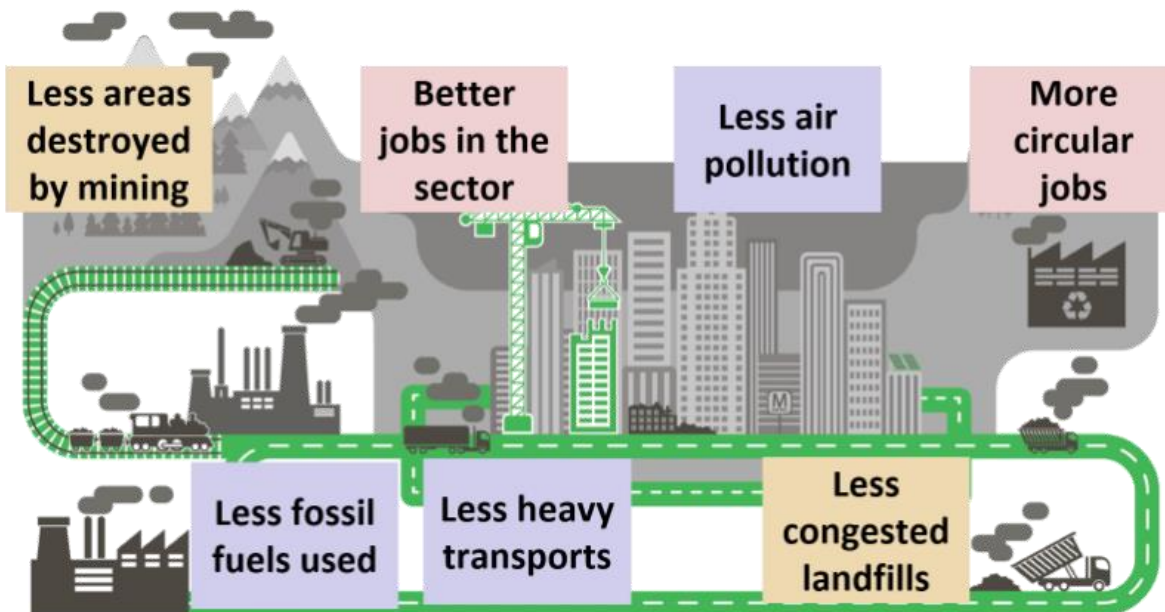 Less areas
destroyed
by mining
Better
jobs in the
sector
Less air
pollution
More
circular
jobs
M
Less fossil
fuels used
Less heavy
transports
Less
congested
landfills